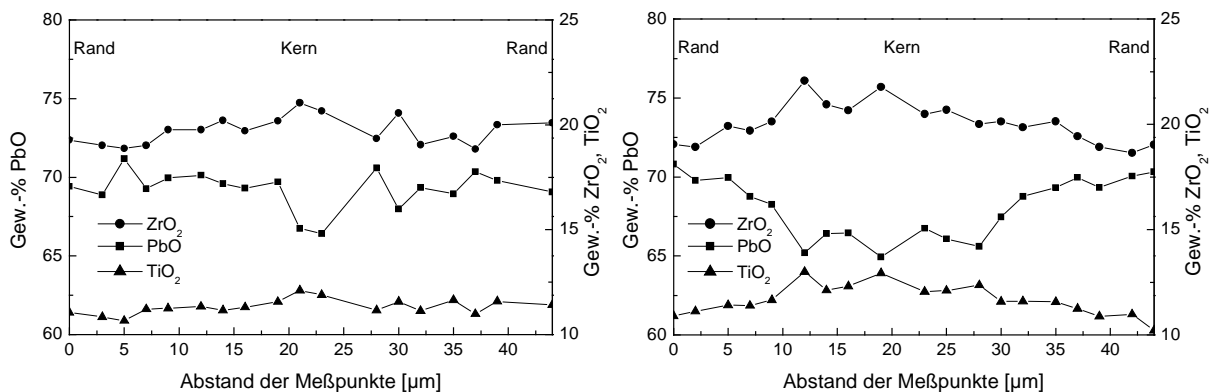 80
75
70
65
60
Gew.-% PbO
25
20
15
10
Gew.-% ZrO₂, TiO₂
Rand Kern Rand
ZrO₂
PbO
TiO₂
0 5 10 15 20 25 30 35 40
Abstand der Meßpunkte [µm]
80
75
70
65
60
Gew.-% PbO
25
20
15
10
Gew.-% ZrO₂, TiO₂
Rand Kern Rand
ZrO₂
PbO
TiO₂
0 5 10 15 20 25 30 35 40
Abstand der Meßpunkte [µm]